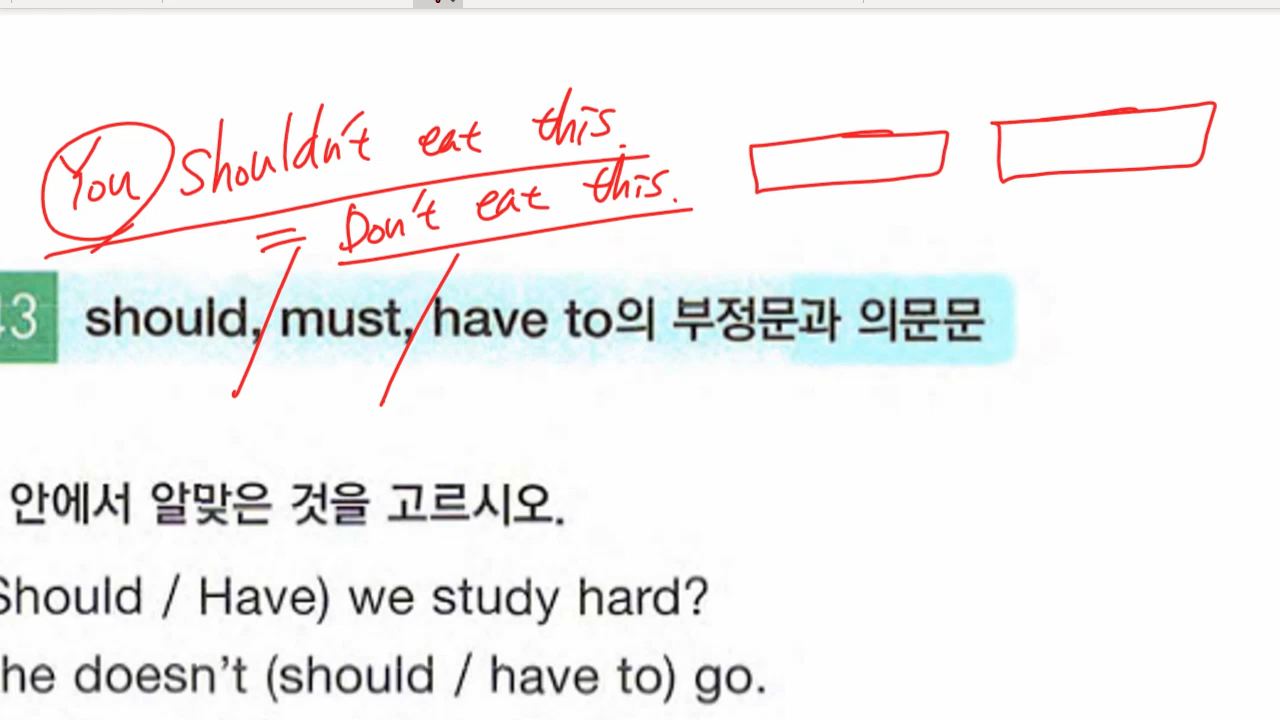 You shouldn't eat this.
= Don't eat this.
43 should, must, have to의 부정문과 의문문
안에서 알맞은 것을 고르시오.
Should / Have) we study hard?
he doesn't (should / have to) go.